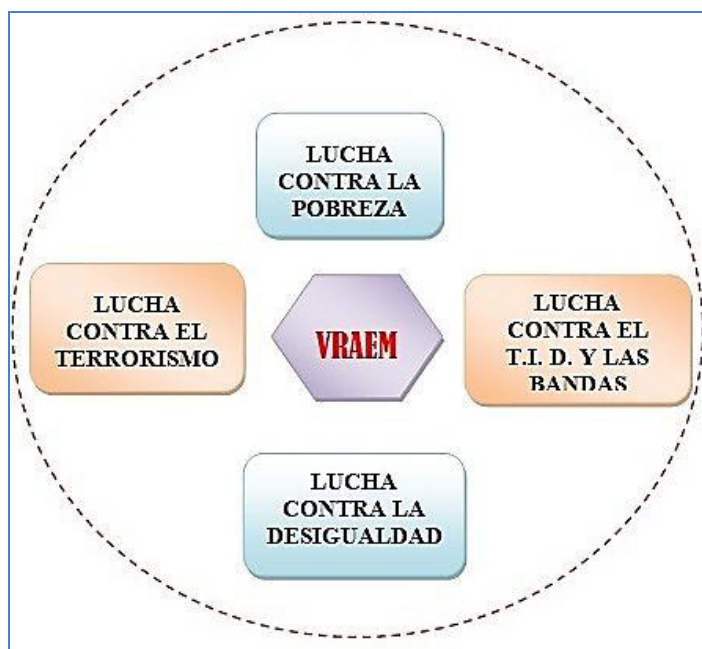 LUCHA
CONTRA LA
POBREZA
LUCHA
CONTRA EL
TERRORISMO
VRAEM
LUCHA
CONTRA EL
T.I. D. Y LAS
BANDAS
LUCHA
CONTRA LA
DESIGUALDAD